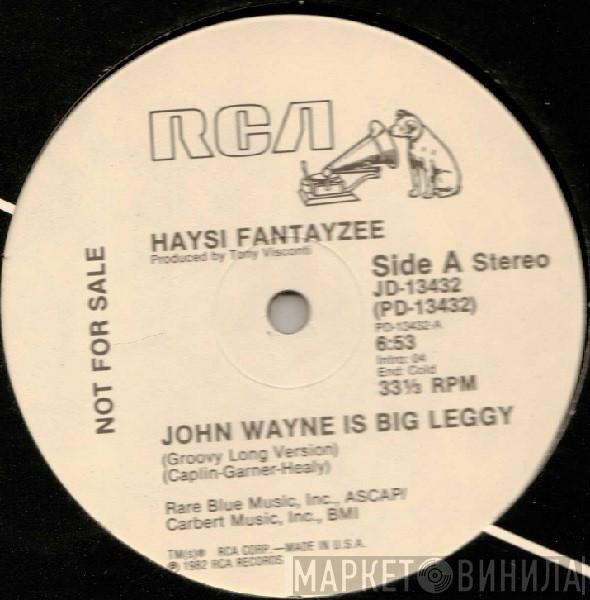 RCA
HAYSI FANTAYZEE
Produced by Tony Visconti
Side A Stereo
JD-13432
(PD-13432)
PD-13432-A
6:53
Intro: 04
End: Cold
33⅓ RPM
NOT FOR SALE
JOHN WAYNE IS BIG LEGGY
(Groovy Long Version)
(Caplin-Garner-Healy)
Rare Blue Music, Inc., ASCAP/
Carbert Music, Inc., BMI
TM(s)® RCA CORP.—MADE IN U.S.A.
℗ 1982 RCA RECORDS
МАРКЕТ ВИНИЛА